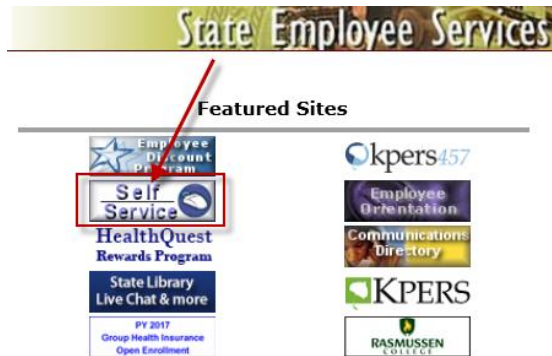 State Employee Services
Featured Sites
Employee
Discount
Program
Self
Service
HealthQuest
Rewards Program
State Library
Live Chat & more
PY 2017
Group Health Insurance
Open Enrollment
kpers457
Employee
Orientation
Communications
Directory
KPERS
RASMUSSEN
COLLEGE